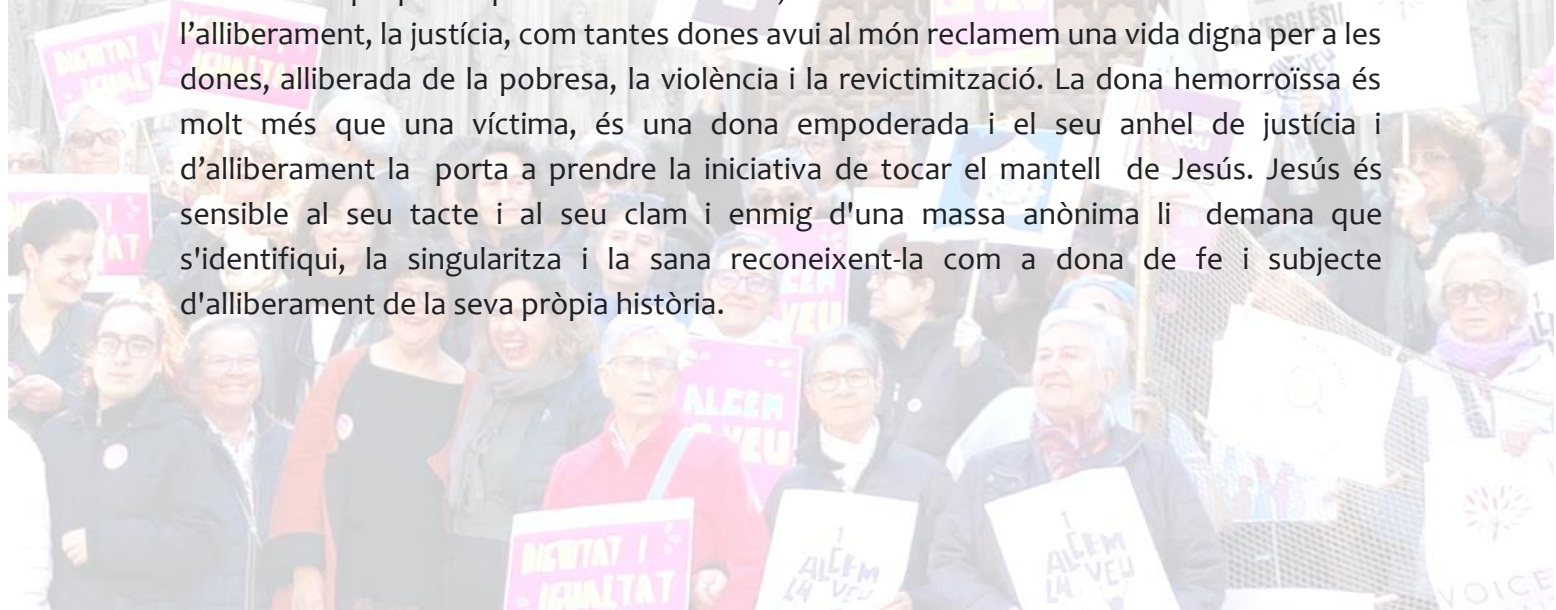 l’alliberament, la justícia, com tantes dones avui al món reclamem una vida digna per a les
dones, alliberada de la pobresa, la violència i la revictimització. La dona hemorroïssa és
molt més que una víctima, és una dona empoderada i el seu anhel de justícia i
d’alliberament la porta a prendre la iniciativa de tocar el mantell de Jesús. Jesús és
sensible al seu tacte i al seu clam i enmig d'una massa anònima li demana que
s'identifiqui, la singularitza i la sana reconeixent-la com a dona de fe i subjecte
d'alliberament de la seva pròpia història.
ALCEM
VEU
DIGNITAT I
IGUALTAT
ALCEM
LA VEU
ALCEM
LA VEU
VOICE